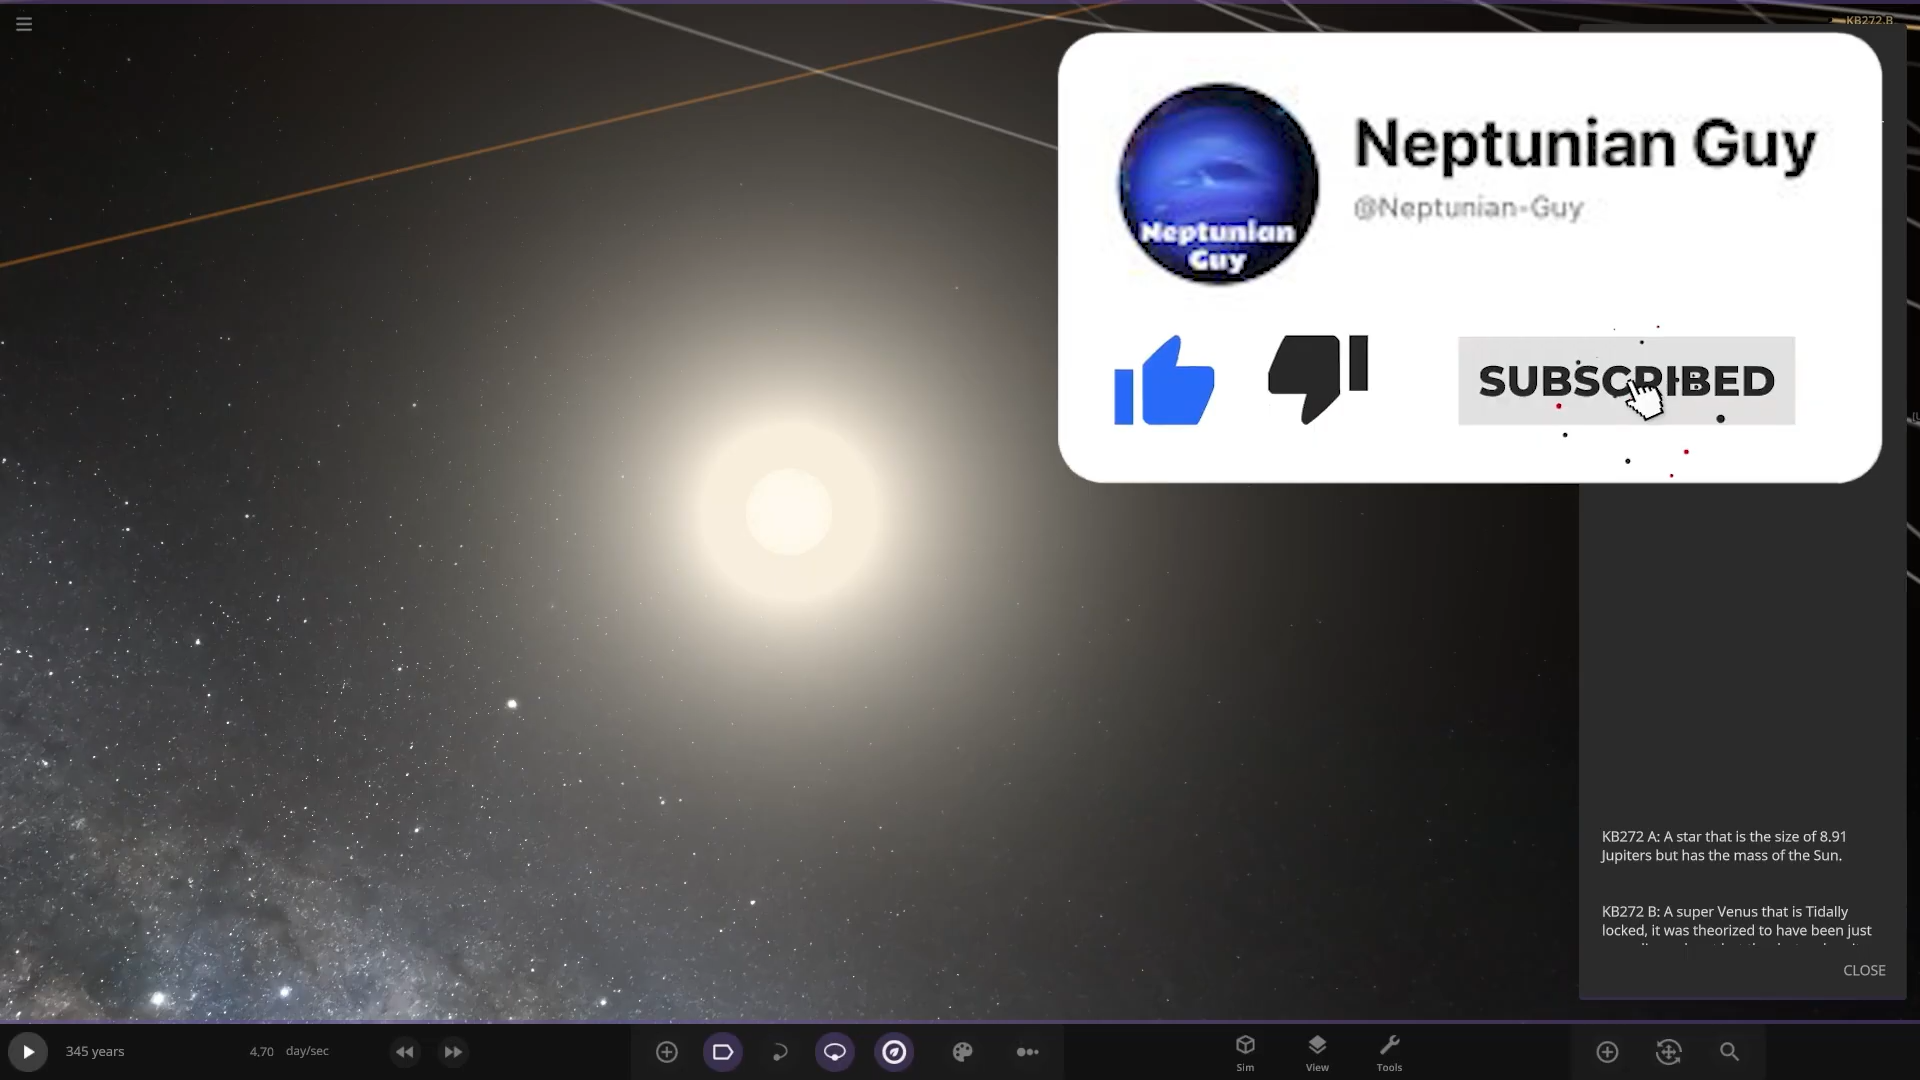 KB272 B
Neptunian Guy
@Neptunian-Guy
Neptunian
Guy
SUBSCRIBED
KB272 A: A star that is the size of 8.91
Jupiters but has the mass of the Sun.
KB272 B: A super Venus that is Tidally
locked, it was theorized to have been just
CLOSE
345 years
4.70 day/sec
Sim
View
Tools